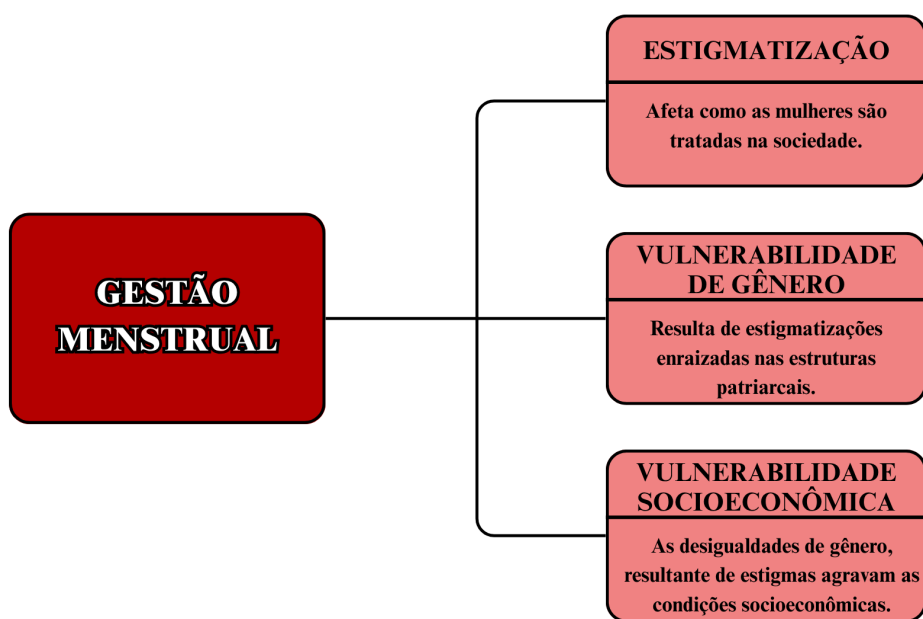 GESTÃO
MENSTRUAL
ESTIGMATIZAÇÃO
Afeta como as mulheres são
tratadas na sociedade.
VULNERABILIDADE
DE GÊNERO
Resulta de estigmatizações
enraizadas nas estruturas
patriarcais.
VULNERABILIDADE
SOCIOECONÔMICA
As desigualdades de gênero,
resultante de estigmas agravam as
condições socioeconômicas.